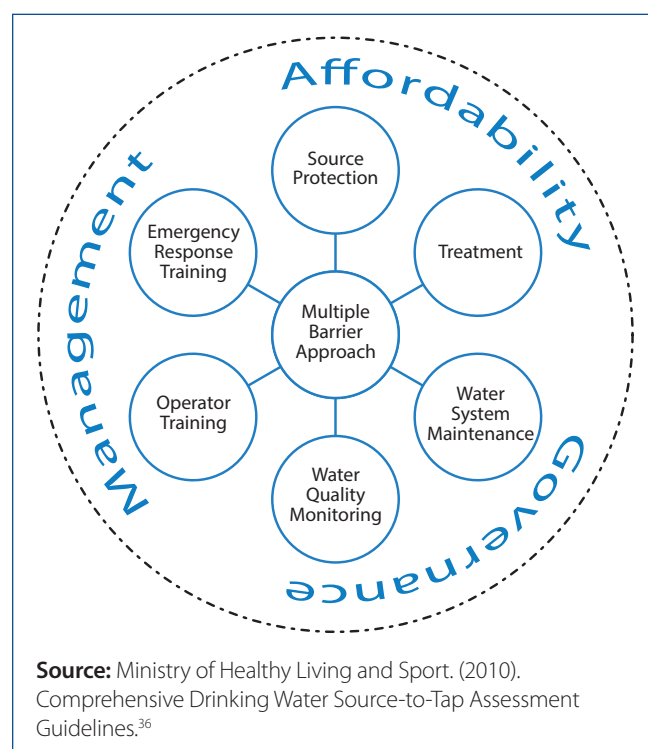 Affordability
Management
Governance
Source
Protection
Treatment
Water
System
Maintenance
Water
Quality
Monitoring
Operator
Training
Emergency
Response
Training
Multiple
Barrier
Approach
Source: Ministry of Healthy Living and Sport. (2010).
Comprehensive Drinking Water Source-to-Tap Assessment
Guidelines.36